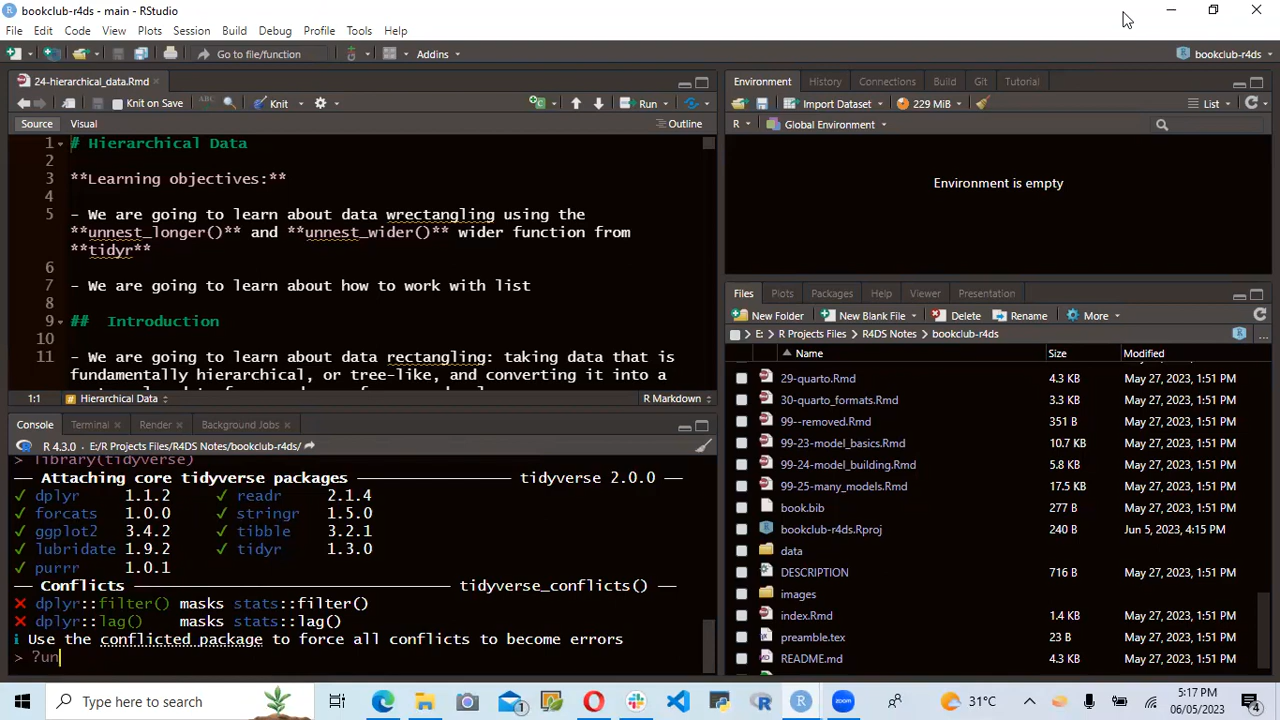 bookclub-r4ds - main - RStudio
File Edit Code View Plots Session Build Debug Profile Tools Help
Go to file/function Addins bookclub-r4ds
24-hierarchical_data.Rmd
Knit on Save Knit Run
Source Visual Outline
1 # Hierarchical Data
2
3 **Learning objectives:**
4
5 - We are going to learn about data wrectangling using the
**unnest_longer()** and **unnest_wider()** wider function from
**tidyr**
6
7 - We are going to learn about how to work with list
8
9 ## Introduction
10
11 - We are going to learn about data rectangling: taking data that is
fundamentally hierarchical, or tree-like, and converting it into a
1:1 # Hierarchical Data R Markdown
Console Terminal Render Background Jobs
R 4.3.0 · E:/R Projects Files/R4DS Notes/bookclub-r4ds/
> library(tidyverse)
── Attaching core tidyverse packages ──── tidyverse 2.0.0 ──
✓ dplyr 1.1.2 ✓ readr 2.1.4
✓ forcats 1.0.0 ✓ stringr 1.5.0
✓ ggplot2 3.4.2 ✓ tibble 3.2.1
✓ lubridate 1.9.2 ✓ tidyr 1.3.0
✓ purrr 1.0.1
── Conflicts ──── tidyverse_conflicts() ──
✗ dplyr::filter() masks stats::filter()
✗ dplyr::lag() masks stats::lag()
ℹ Use the conflicted package to force all conflicts to become errors
> ?un
Environment History Connections Build Git Tutorial
Import Dataset 229 MiB List
R Global Environment
Environment is empty
Files Plots Packages Help Viewer Presentation
New Folder New Blank File Delete Rename More
E: R Projects Files R4DS Notes bookclub-r4ds
Name Size Modified
29-quarto.Rmd 4.3 KB May 27, 2023, 1:51 PM
30-quarto_formats.Rmd 3.3 KB May 27, 2023, 1:51 PM
99--removed.Rmd 351 B May 27, 2023, 1:51 PM
99-23-model_basics.Rmd 10.7 KB May 27, 2023, 1:51 PM
99-24-model_building.Rmd 5.8 KB May 27, 2023, 1:51 PM
99-25-many_models.Rmd 17.5 KB May 27, 2023, 1:51 PM
book.bib 277 B May 27, 2023, 1:51 PM
bookclub-r4ds.Rproj 240 B Jun 5, 2023, 4:15 PM
data
DESCRIPTION 716 B May 27, 2023, 1:51 PM
images
index.Rmd 1.4 KB May 27, 2023, 1:51 PM
preamble.tex 23 B May 27, 2023, 1:51 PM
README.md 4.3 KB May 27, 2023, 1:51 PM
Type here to search
31°C
5:17 PM
06/05/2023